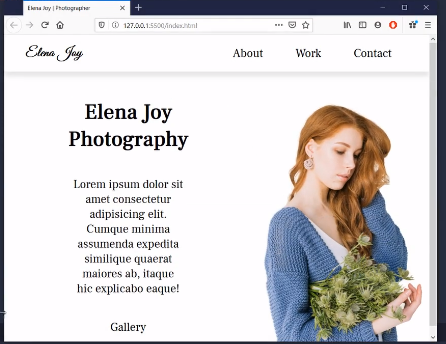 Elena Joy | Photographer
127.0.0.1:5500/index.html
Elena Joy
About Work Contact
Elena Joy
Photography
Lorem ipsum dolor sit
amet consectetur
adipisicing elit.
Cumque minima
assumenda expedita
similique quaerat
maiores ab, itaque
hic explicabo eaque!
Gallery